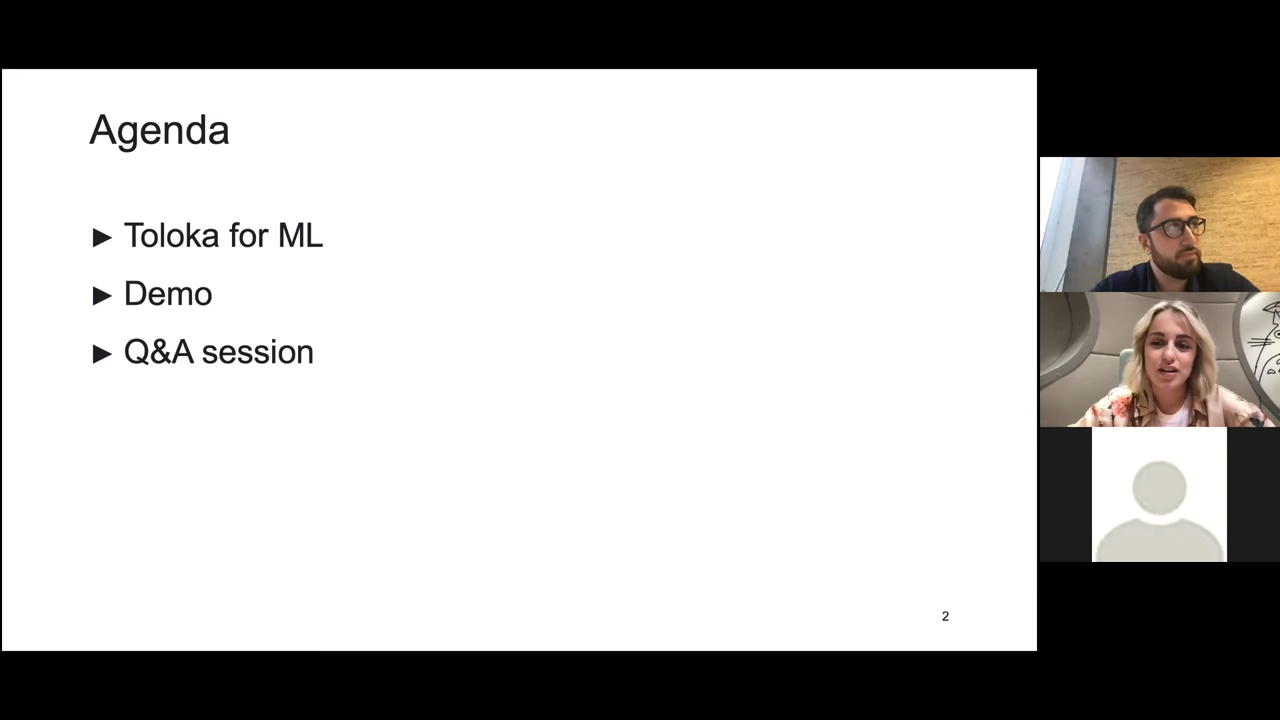 Agenda
► Toloka for ML
► Demo
► Q&A session
2